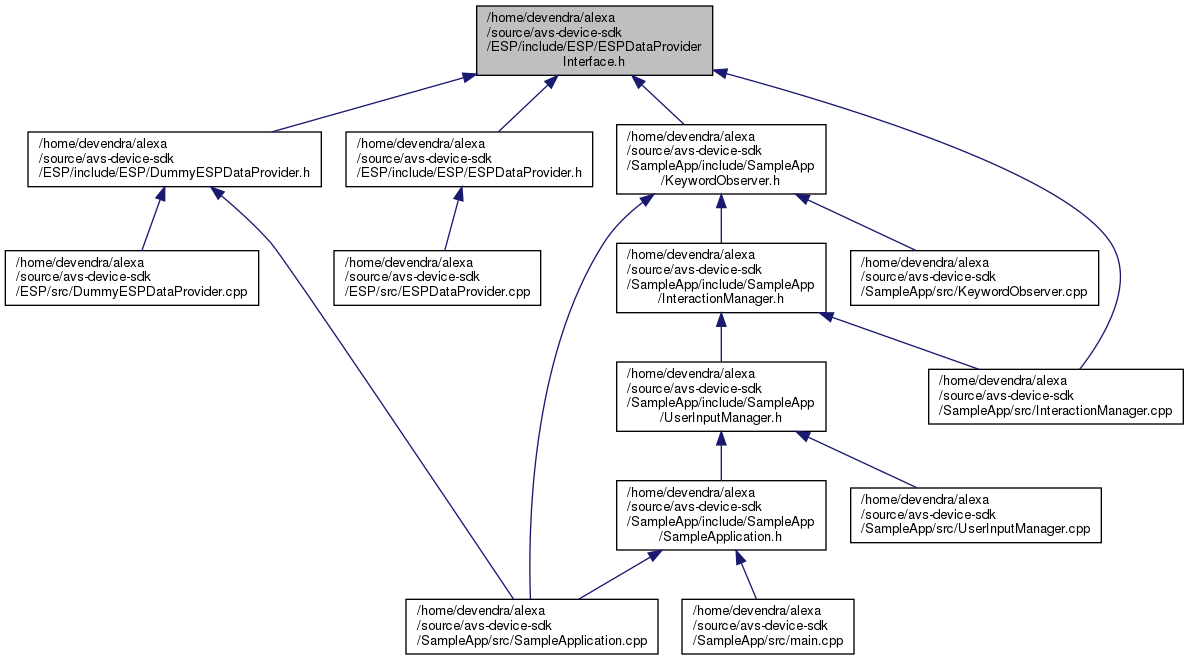 /home/devendra/alexa
/source/avs-device-sdk
/ESP/include/ESP/ESPDataProvider
Interface.h
/home/devendra/alexa
/source/avs-device-sdk
/ESP/include/ESP/DummyESPDataProvider.h
/home/devendra/alexa
/source/avs-device-sdk
/ESP/include/ESP/ESPDataProvider.h
/home/devendra/alexa
/source/avs-device-sdk
/SampleApp/include/SampleApp
/KeywordObserver.h
/home/devendra/alexa
/source/avs-device-sdk
/ESP/src/DummyESPDataProvider.cpp
/home/devendra/alexa
/source/avs-device-sdk
/ESP/src/ESPDataProvider.cpp
/home/devendra/alexa
/source/avs-device-sdk
/SampleApp/include/SampleApp
/InteractionManager.h
/home/devendra/alexa
/source/avs-device-sdk
/SampleApp/src/KeywordObserver.cpp
/home/devendra/alexa
/source/avs-device-sdk
/SampleApp/include/SampleApp
/UserInputManager.h
/home/devendra/alexa
/source/avs-device-sdk
/SampleApp/src/InteractionManager.cpp
/home/devendra/alexa
/source/avs-device-sdk
/SampleApp/include/SampleApp
/SampleApplication.h
/home/devendra/alexa
/source/avs-device-sdk
/SampleApp/src/UserInputManager.cpp
/home/devendra/alexa
/source/avs-device-sdk
/SampleApp/src/SampleApplication.cpp
/home/devendra/alexa
/source/avs-device-sdk
/SampleApp/src/main.cpp